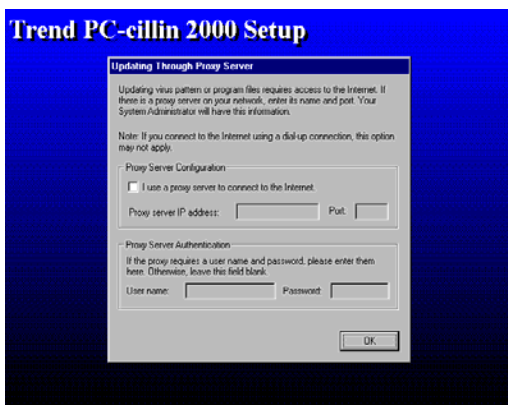 Trend PC-cillin 2000 Setup
Updating Through Proxy Server
Updating virus pattern or program files requires access to the Internet. If
there is a proxy server on your network, enter its name and port. Your
System Administrator will have this information.
Note: If you connect to the Internet using a dial-up connection, this option
may not apply.
Proxy Server Configuration
I use a proxy server to connect to the Internet.
Proxy server IP address: Port:
Proxy Server Authentication
If the proxy requires a user name and password, please enter them
here. Otherwise, leave this field blank.
User name: Password:
OK